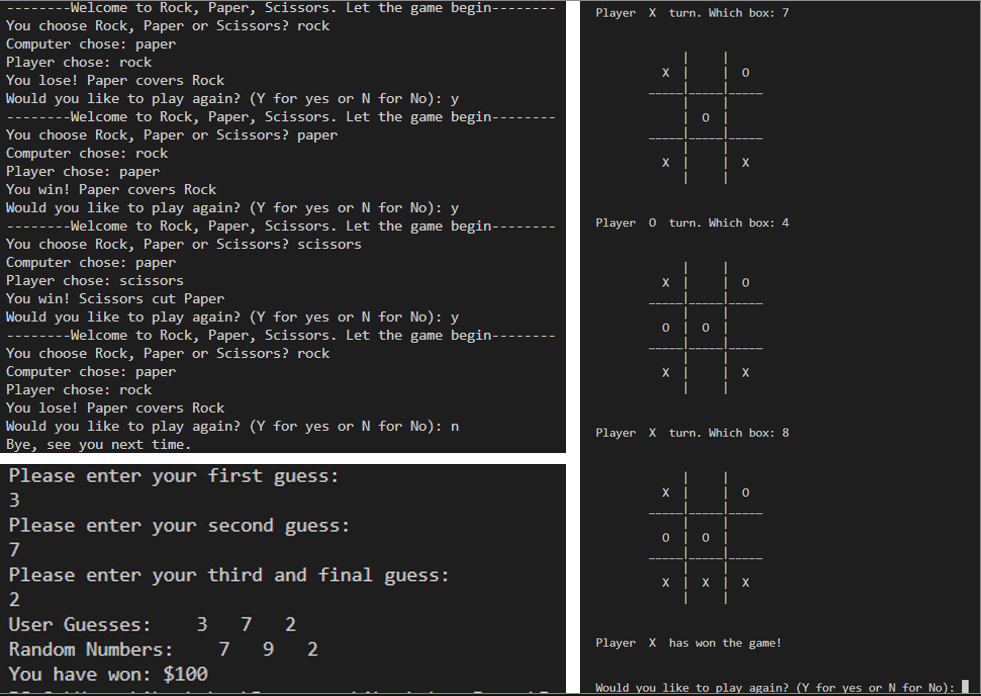 --------Welcome to Rock, Paper, Scissors. Let the game begin--------
You choose Rock, Paper or Scissors? rock
Computer chose: paper
Player chose: rock
You lose! Paper covers Rock
Would you like to play again? (Y for yes or N for No): y
--------Welcome to Rock, Paper, Scissors. Let the game begin--------
You choose Rock, Paper or Scissors? paper
Computer chose: rock
Player chose: paper
You win! Paper covers Rock
Would you like to play again? (Y for yes or N for No): y
--------Welcome to Rock, Paper, Scissors. Let the game begin--------
You choose Rock, Paper or Scissors? scissors
Computer chose: paper
Player chose: scissors
You win! Scissors cut Paper
Would you like to play again? (Y for yes or N for No): y
--------Welcome to Rock, Paper, Scissors. Let the game begin--------
You choose Rock, Paper or Scissors? rock
Computer chose: paper
Player chose: rock
You lose! Paper covers Rock
Would you like to play again? (Y for yes or N for No): n
Bye, see you next time.
Please enter your first guess:
3
Please enter your second guess:
7
Please enter your third and final guess:
2
User Guesses:    3   7   2
Random Numbers:    7   9   2
You have won: $100
Player  X  turn. Which box: 7
     |     |
  X  |     |  O
_____|_____|_____
     |     |
     |  O  |
_____|_____|_____
     |     |
  X  |     |  X
     |     |
Player  O  turn. Which box: 4
     |     |
  X  |     |  O
_____|_____|_____
     |     |
  O  |  O  |
_____|_____|_____
     |     |
  X  |     |  X
     |     |
Player  X  turn. Which box: 8
     |     |
  X  |     |  O
_____|_____|_____
     |     |
  O  |  O  |
_____|_____|_____
     |     |
  X  |  X  |  X
     |     |
Player  X  has won the game!
Would you like to play again? (Y for yes or N for No):